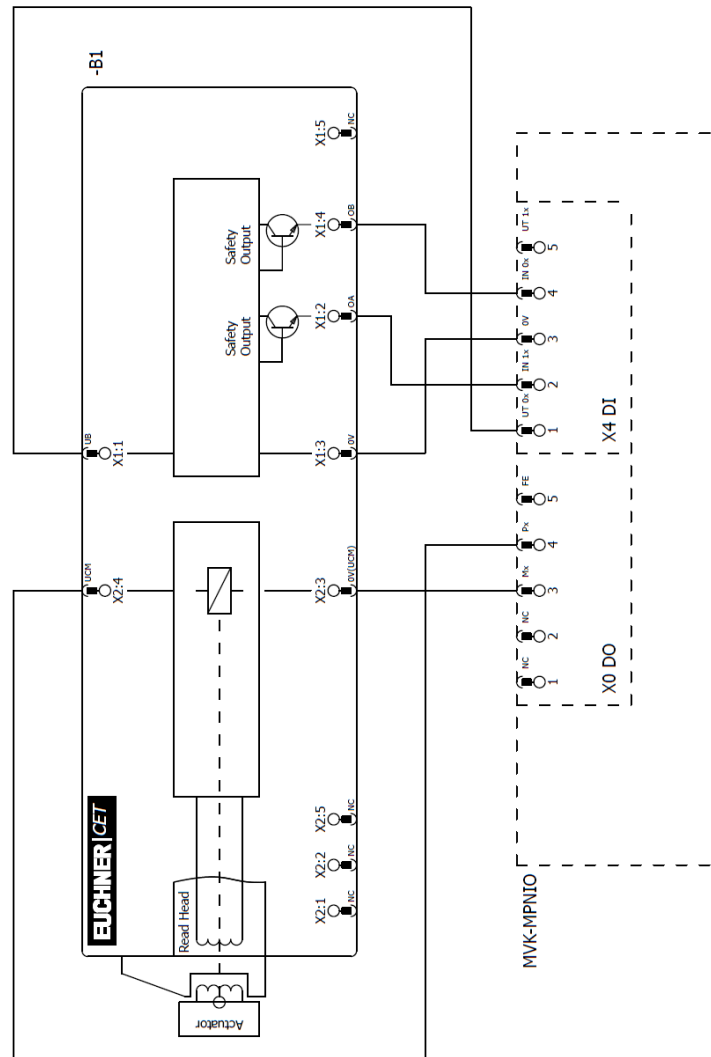 -B1
X1:5
NC
Safety
Output
X1:4
OB
Safety
Output
X1:2
OA
UB
X1:1
X1:3
0V
UCM
X2:4
X2:3
0V(UCM)
EUCHNER CET
X2:5
NC
X2:2
NC
X2:1
NC
Read Head
Actuator
UT 1x
5
IN 0x
4
0V
3
IN 1x
2
UT 0x
1
X4 DI
FE
5
Px
4
Mx
3
NC
2
NC
1
X0 DO
MVK-MPNIO